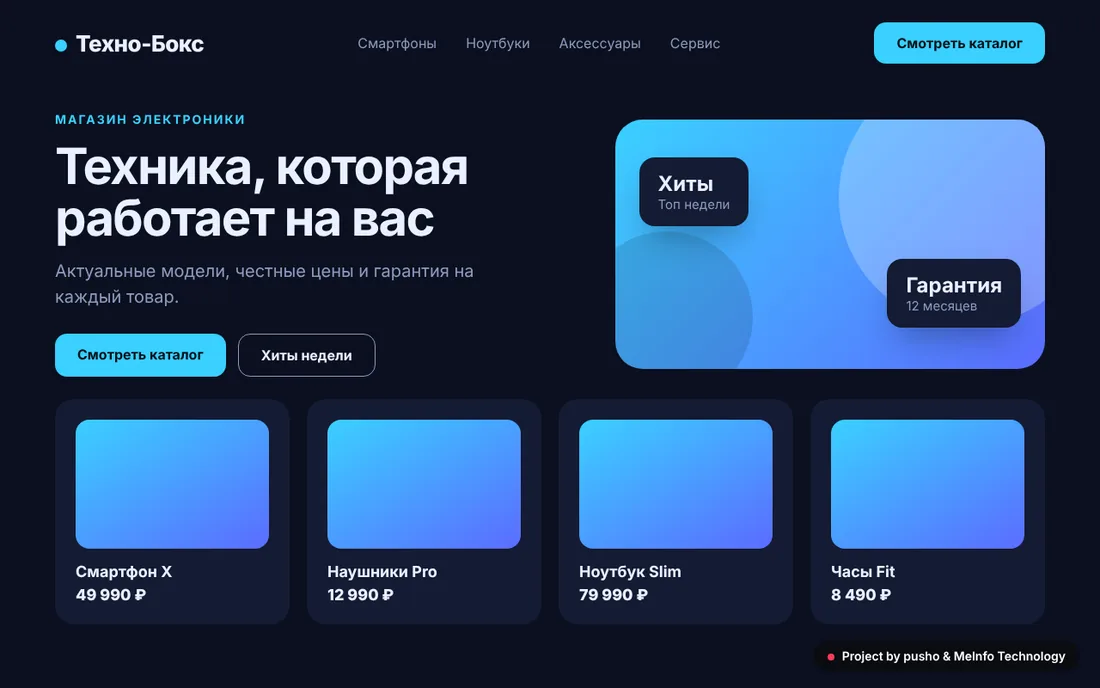 Техно-Бокс
Смартфоны
Ноутбуки
Аксессуары
Сервис
Смотреть каталог
МАГАЗИН ЭЛЕКТРОНИКИ
Техника, которая
работает на вас
Актуальные модели, честные цены и гарантия на
каждый товар.
Смотреть каталог
Хиты недели
Хиты
Топ недели
Гарантия
12 месяцев
Смартфон X
49 990 ₽
Наушники Pro
12 990 ₽
Ноутбук Slim
79 990 ₽
Часы Fit
8 490 ₽
Project by pusho & MeInfo Technology